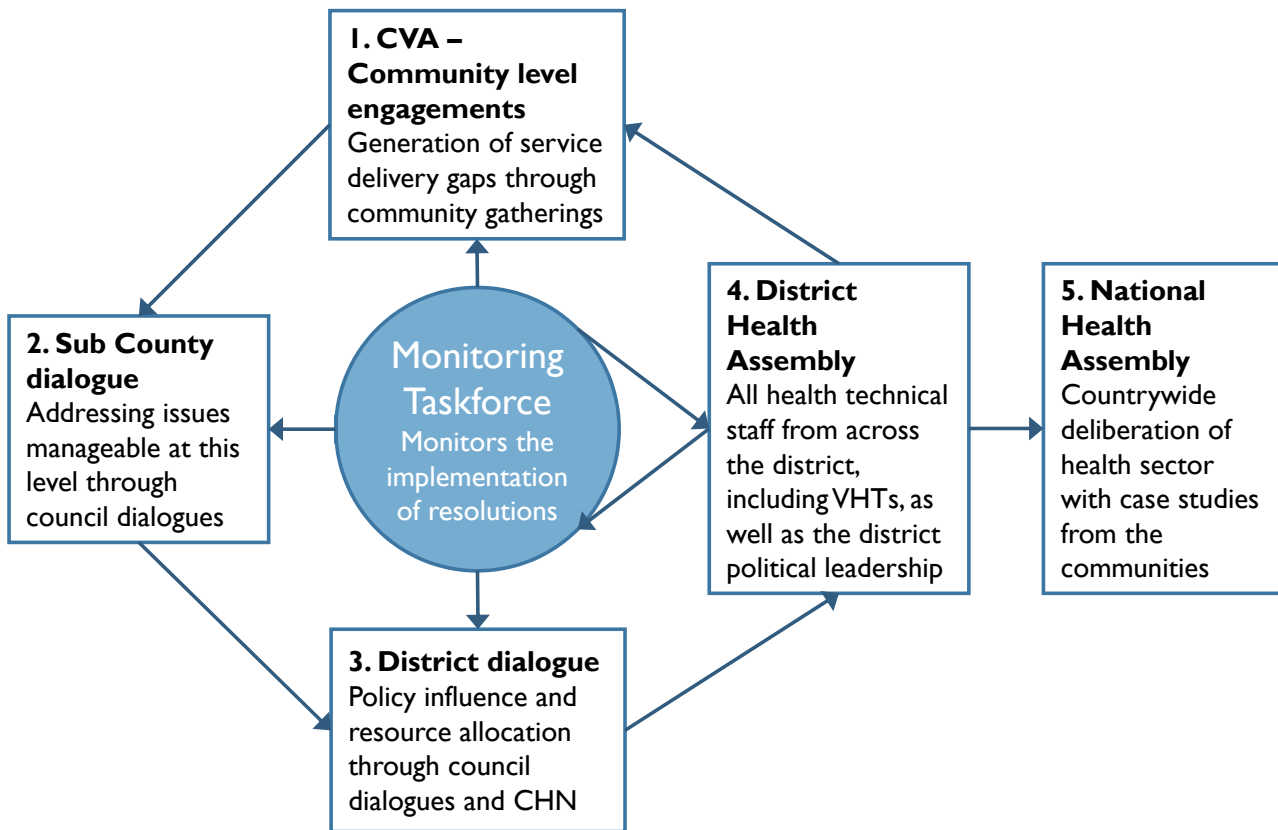 1. CVA –
Community level
engagements
Generation of service
delivery gaps through
community gatherings
2. Sub County
dialogue
Addressing issues
manageable at this
level through
council dialogues
Monitoring
Taskforce
Monitors the
implementation
of resolutions
3. District dialogue
Policy influence and
resource allocation
through council
dialogues and CHN
4. District
Health
Assembly
All health technical
staff from across
the district,
including VHTs, as
well as the district
political leadership
5. National
Health
Assembly
Countrywide
deliberation of
health sector
with case studies
from the
communities